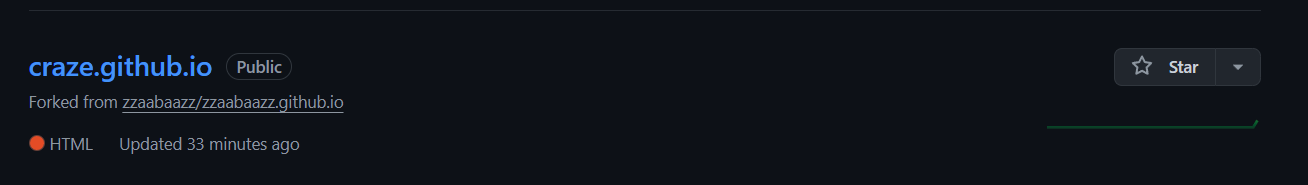 craze.github.io Public Star
Forked from zzaabaazz/zzaabaazz.github.io
HTML Updated 33 minutes ago